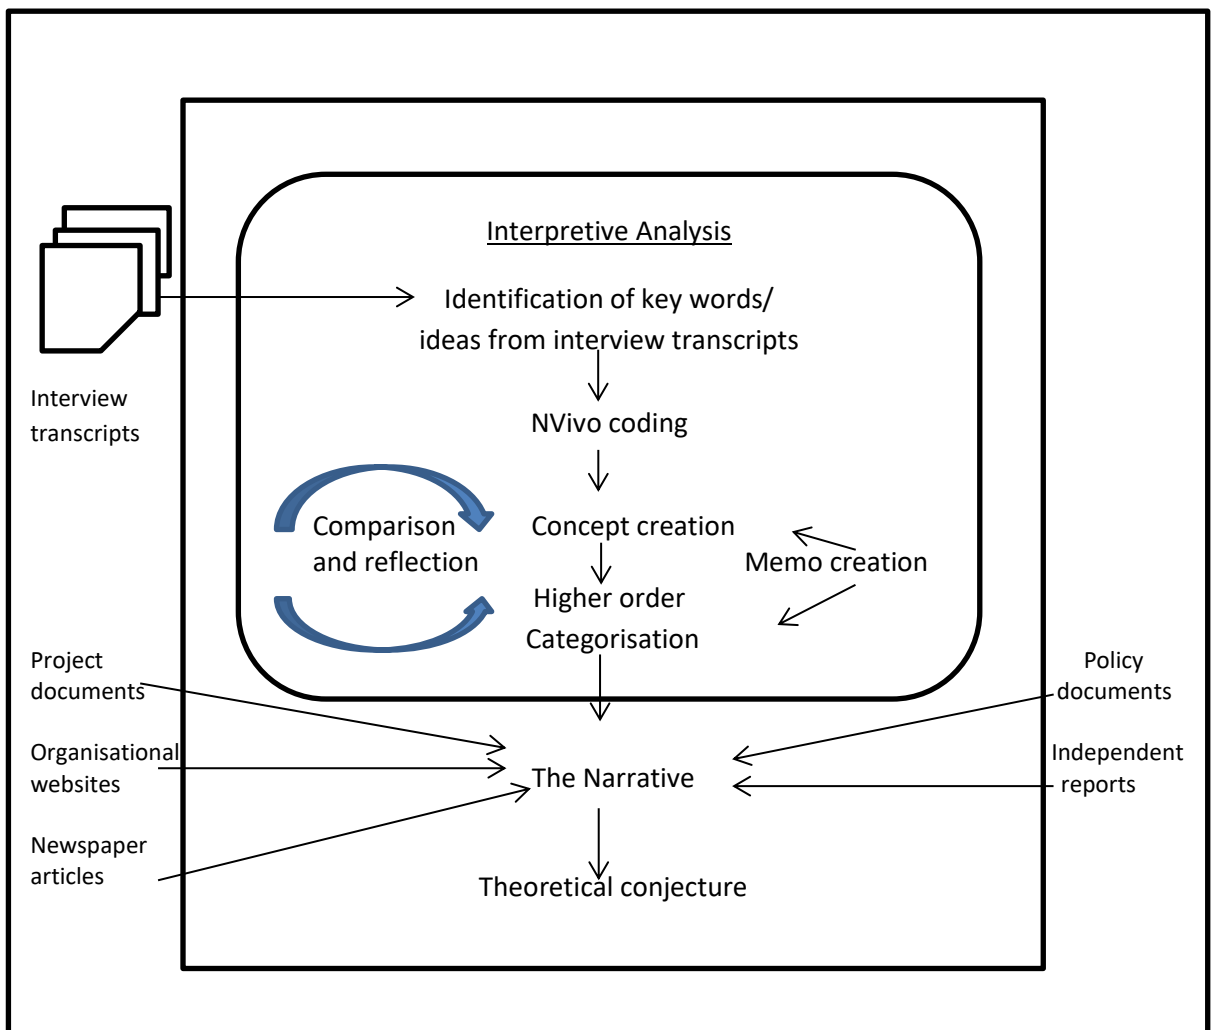 Interpretive Analysis
Identification of key words/
ideas from interview transcripts
Interview
transcripts
NVivo coding
Comparison
and reflection
Concept creation
Memo creation
Higher order
Categorisation
Project
documents
Policy
documents
Organisational
websites
The Narrative
Independent
reports
Newspaper
articles
Theoretical conjecture